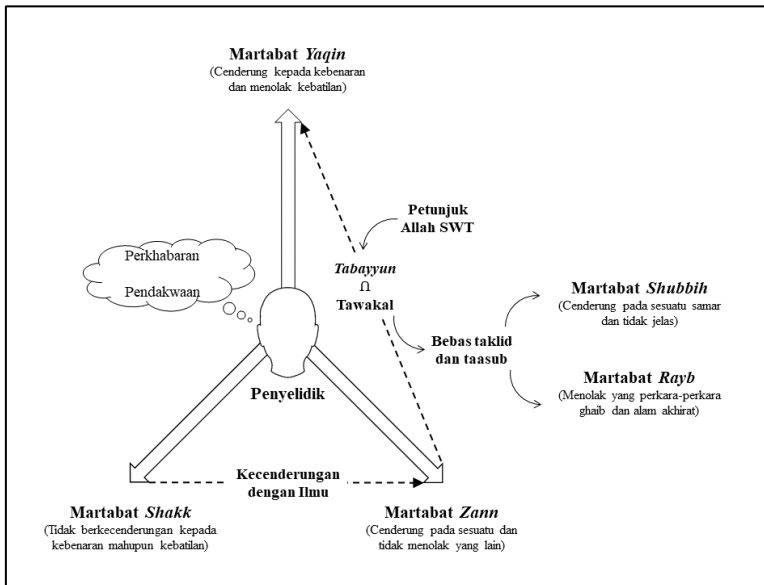 Martabat Yaqin
(Cenderung kepada kebenaran
dan menolak kebatilan)
Perkhabaran
Pendakwaan
Petunjuk
Allah SWT
Tabayyun
∩
Tawakal
Bebas taklid
dan taasub
Martabat Shubbih
(Cenderung pada sesuatu samar
dan tidak jelas)
Martabat Rayb
(Menolak yang perkara-perkara
ghaib dan alam akhirat)
Penyelidik
Kecenderungan
dengan Ilmu
Martabat Shakk
(Tidak berkecenderungan kepada
kebenaran mahupun kebatilan)
Martabat Zann
(Cenderung pada sesuatu dan
tidak menolak yang lain)